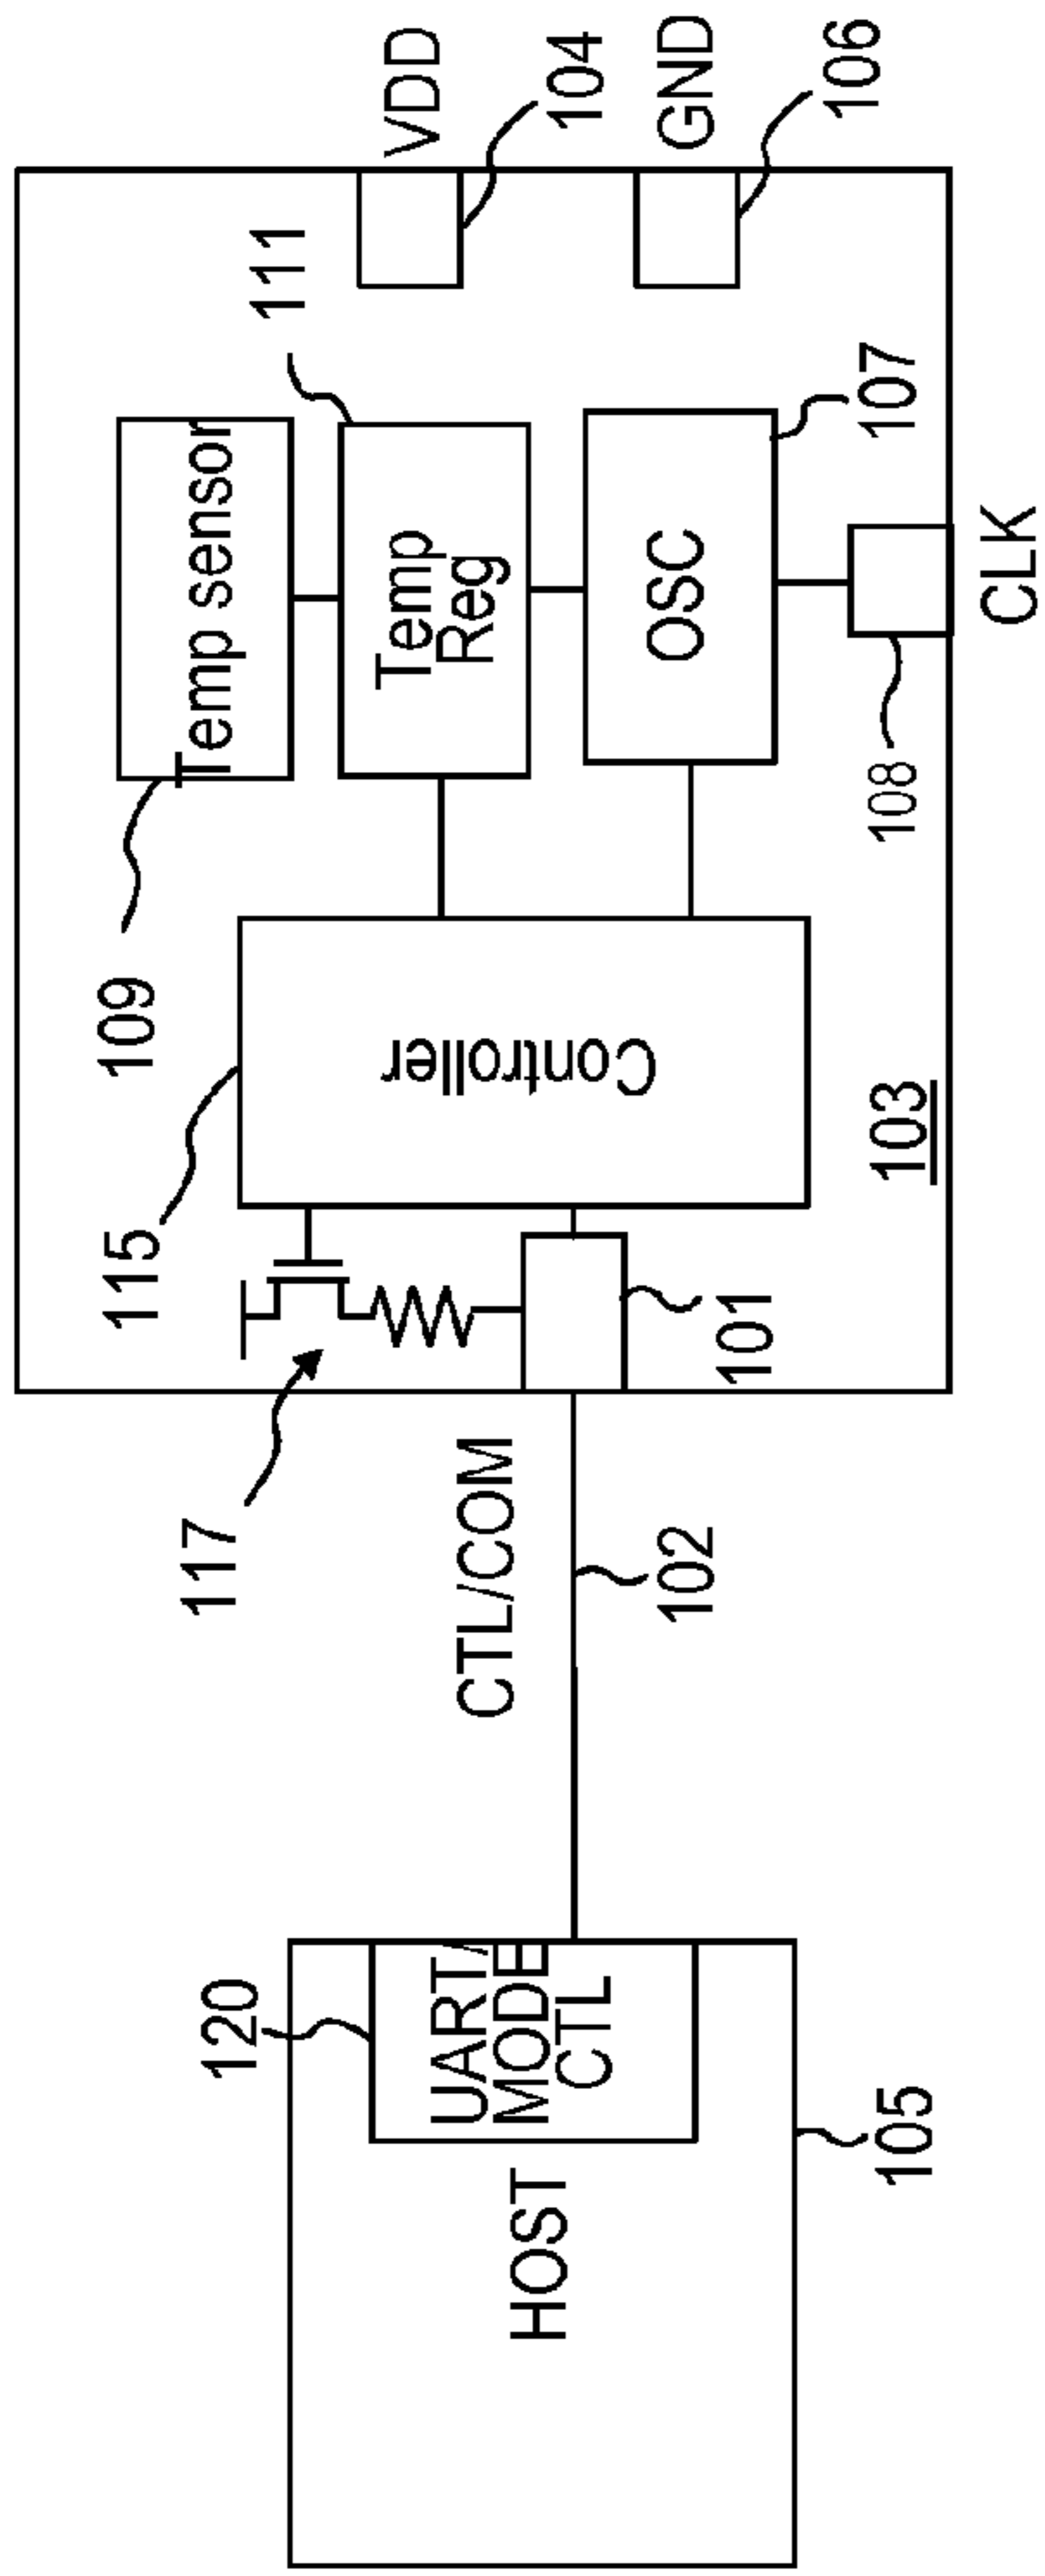 HOST
105
120
UART/
MODE
CTL
CTL/COM
102
117
101
115
Controller
103
109
Temp sensor
111
Temp
Reg
OSC
107
108
CLK
VDD
104
GND
106